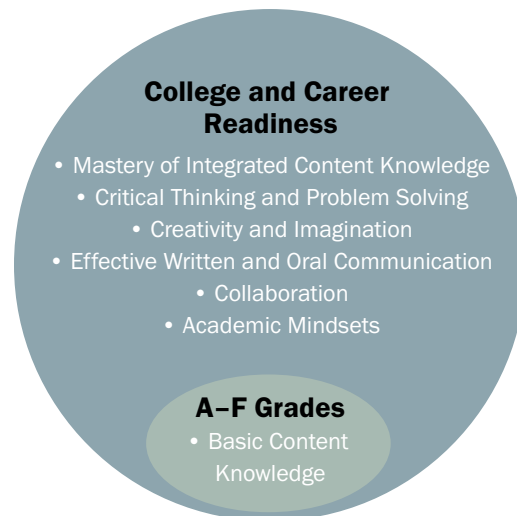 College and Career
Readiness
• Mastery of Integrated Content Knowledge
• Critical Thinking and Problem Solving
• Creativity and Imagination
• Effective Written and Oral Communication
• Collaboration
• Academic Mindsets
A–F Grades
• Basic Content
Knowledge